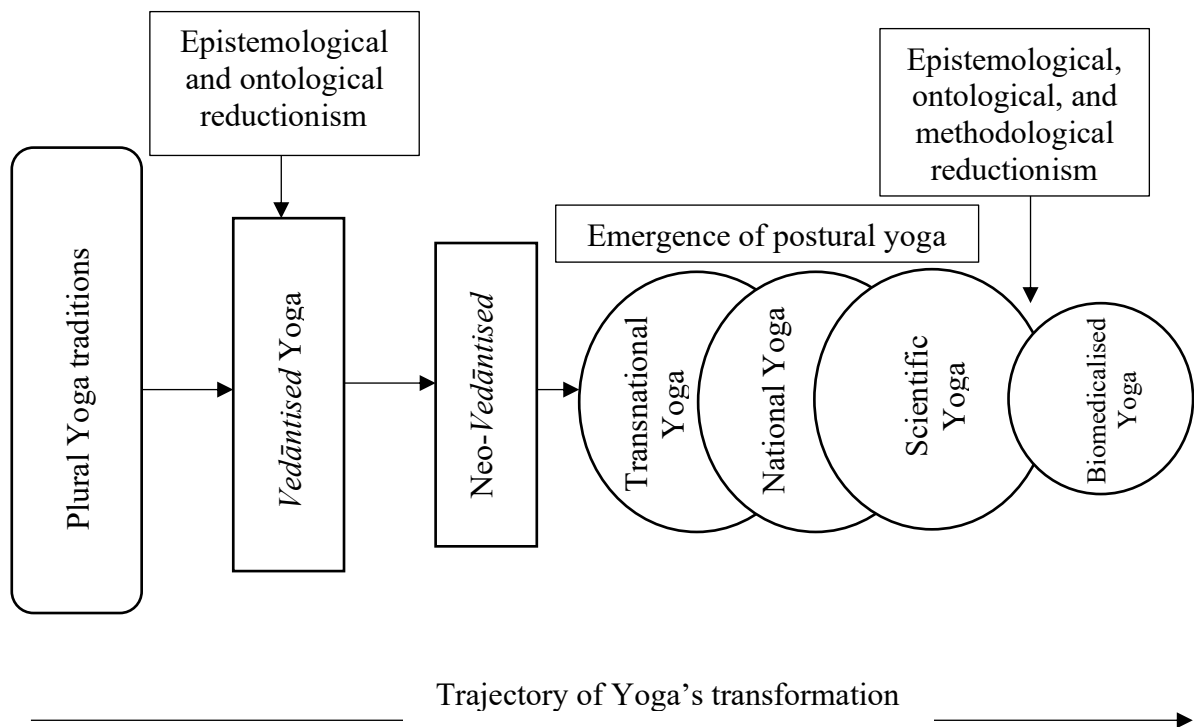 Epistemological
and ontological
reductionism
Epistemological,
ontological, and
methodological
reductionism
Emergence of postural yoga
Plural Yoga traditions
Vedāntised Yoga
Neo-Vedāntised
Transnational
Yoga
National Yoga
Scientific
Yoga
Biomedicalised
Yoga
Trajectory of Yoga’s transformation